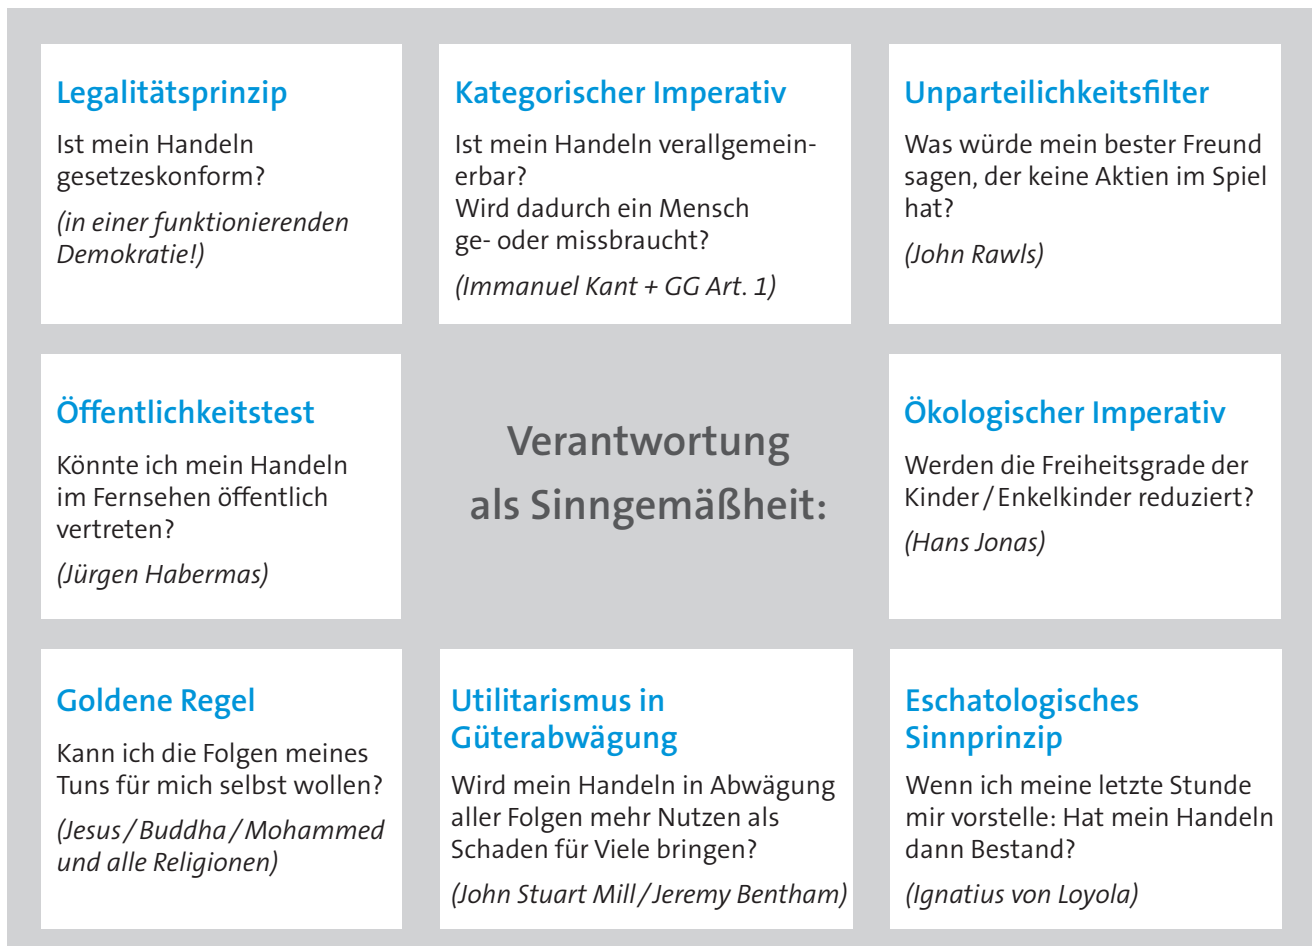 Legalitätsprinzip
Ist mein Handeln
gesetzeskonform?
(in einer funktionierenden
Demokratie!)
Kategorischer Imperativ
Ist mein Handeln verallgemein-
erbar?
Wird dadurch ein Mensch
ge- oder missbraucht?
(Immanuel Kant + GG Art. 1)
Unparteilichkeitsfilter
Was würde mein bester Freund
sagen, der keine Aktien im Spiel
hat?
(John Rawls)
Öffentlichkeitstest
Könnte ich mein Handeln
im Fernsehen öffentlich
vertreten?
(Jürgen Habermas)
Verantwortung
als Sinngemäßheit:
Ökologischer Imperativ
Werden die Freiheitsgrade der
Kinder / Enkelkinder reduziert?
(Hans Jonas)
Goldene Regel
Kann ich die Folgen meines
Tuns für mich selbst wollen?
(Jesus / Buddha / Mohammed
und alle Religionen)
Utilitarismus in
Güterabwägung
Wird mein Handeln in Abwägung
aller Folgen mehr Nutzen als
Schaden für Viele bringen?
(John Stuart Mill / Jeremy Bentham)
Eschatologisches
Sinnprinzip
Wenn ich meine letzte Stunde
mir vorstelle: Hat mein Handeln
dann Bestand?
(Ignatius von Loyola)